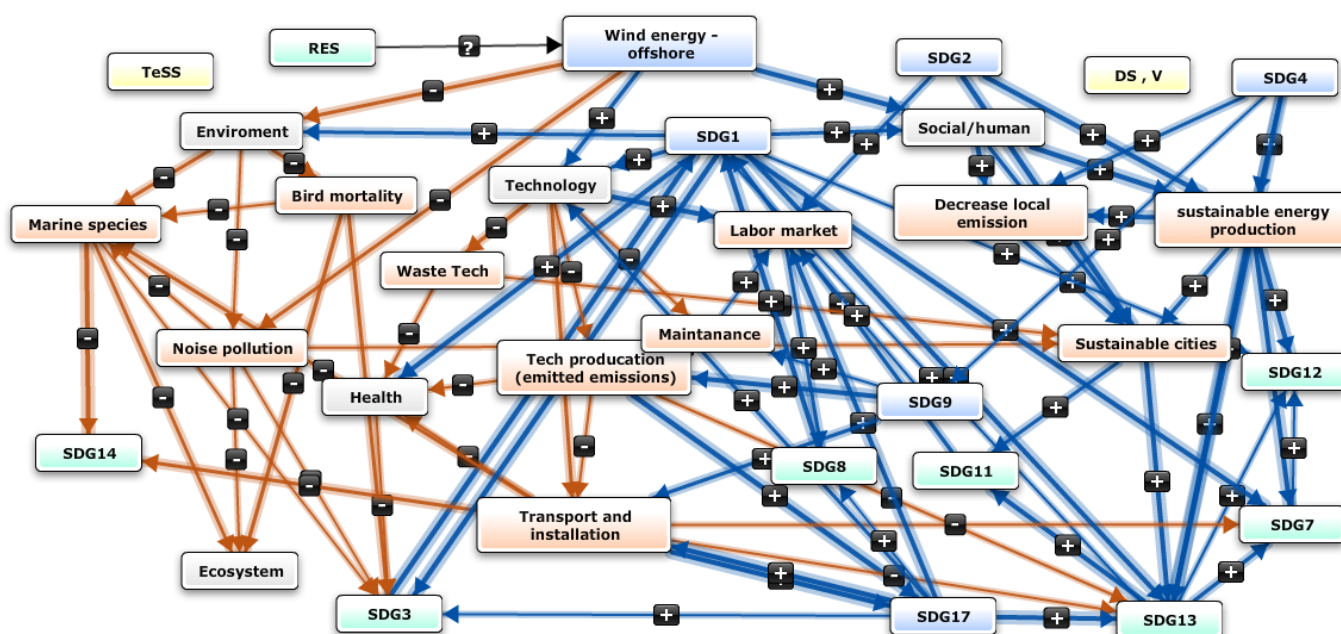 Wind energy -
offshore
RES
?
TeSS
SDG2
DS , V
SDG4
Enviroment
SDG1
Social/human
Technology
Bird mortality
Marine species
Labor market
Decrease local
emission
sustainable energy
production
Waste Tech
Noise pollution
Maintanance
Sustainable cities
Tech producation
(emitted emissions)
Health
SDG9
SDG12
SDG14
SDG8
SDG11
Transport and
installation
SDG7
Ecosystem
SDG3
SDG17
SDG13